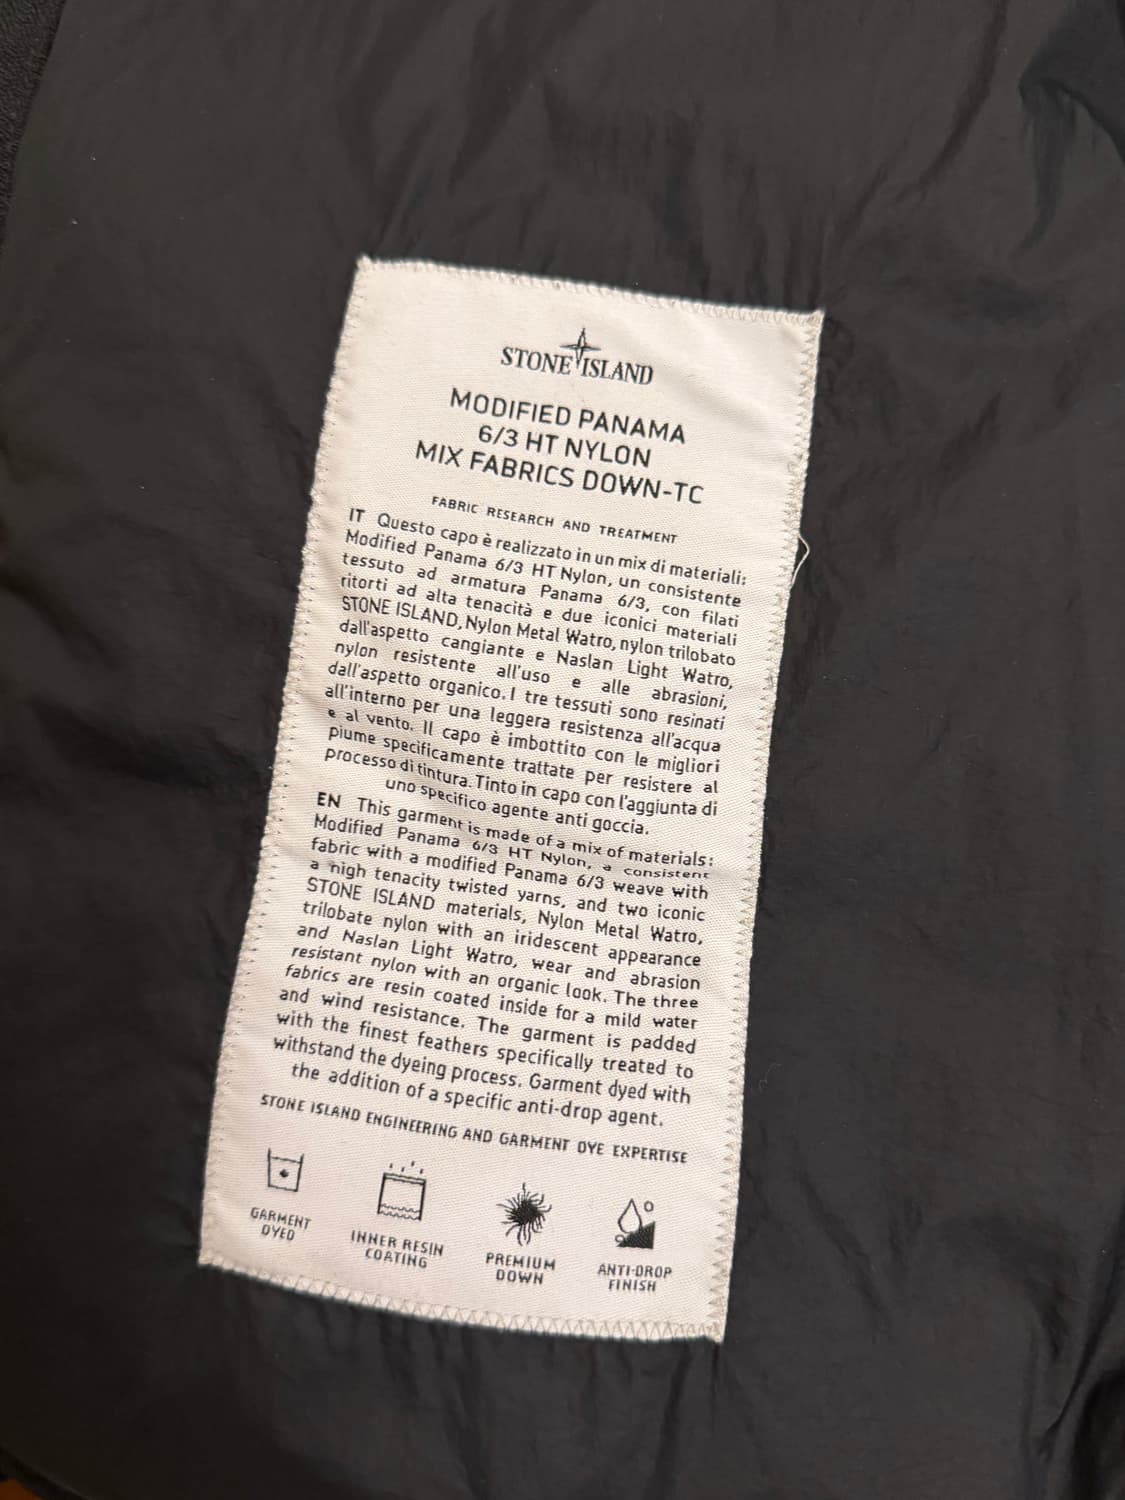 STONE ISLAND
MODIFIED PANAMA
6/3 HT NYLON
MIX FABRICS DOWN-TC
FABRIC RESEARCH AND TREATMENT
IT Questo capo è realizzato in un mix di materiali:
Modified Panama 6/3 HT Nylon, un consistente
tessuto ad armatura Panama 6/3, con filati
ritorti ad alta tenacità e due iconici materiali
STONE ISLAND, Nylon Metal Watro, nylon trilobato
dall'aspetto cangiante e Naslan Light Watro,
nylon resistente all'uso e alle abrasioni,
dall'aspetto organico. I tre tessuti sono resinati
all'interno per una leggera resistenza all'acqua
e al vento. Il capo è imbottito con le migliori
piume specificamente trattate per resistere al
processo di tintura. Tinto in capo con l'aggiunta di
uno specifico agente anti goccia.
EN This garment is made of a mix of materials:
Modified Panama 6/3 HT Nylon, a consistent
fabric with a modified Panama 6/3 weave with
a high tenacity twisted yarns, and two iconic
STONE ISLAND materials, Nylon Metal Watro,
trilobate nylon with an iridescent appearance
and Naslan Light Watro, wear and abrasion
resistant nylon with an organic look. The three
fabrics are resin coated inside for a mild water
and wind resistance. The garment is padded
with the finest feathers specifically treated to
withstand the dyeing process. Garment dyed with
the addition of a specific anti-drop agent.
STONE ISLAND ENGINEERING AND GARMENT DYE EXPERTISE
GARMENT
DYED
INNER RESIN
COATING
PREMIUM
DOWN
ANTI-DROP
FINISH